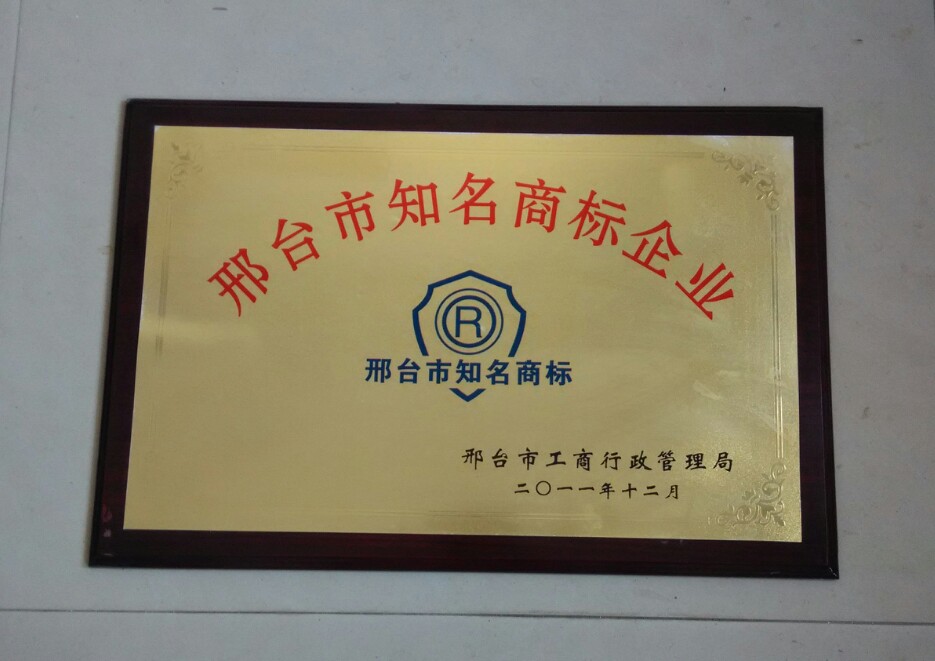 邢台市知名商标企业
R
邢台市知名商标
邢台市工商行政管理局
二〇一一年十二月